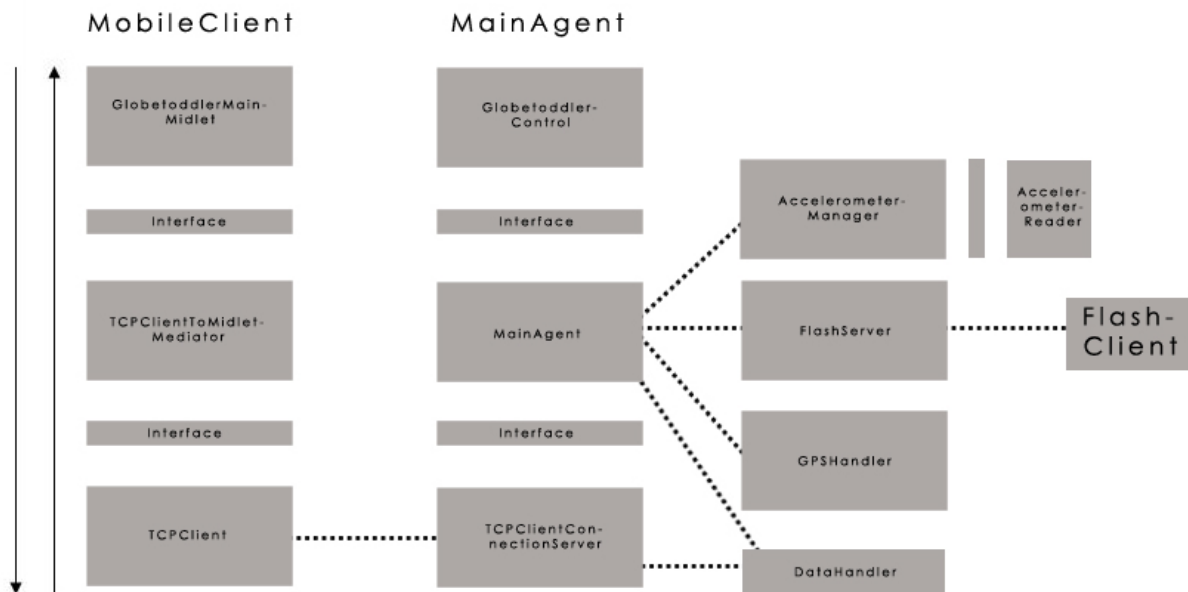 MobileClient
MainAgent
GlobetoddlerMain-
Midlet
Globetoddler-
Control
Accelerometer-
Manager
Acceler-
ometer-
Reader
Interface
Interface
TCPClientToMidlet-
Mediator
MainAgent
FlashServer
Flash-
Client
Interface
Interface
GPSHandler
TCPClient
TCPClientCon-
nectionServer
DataHandler